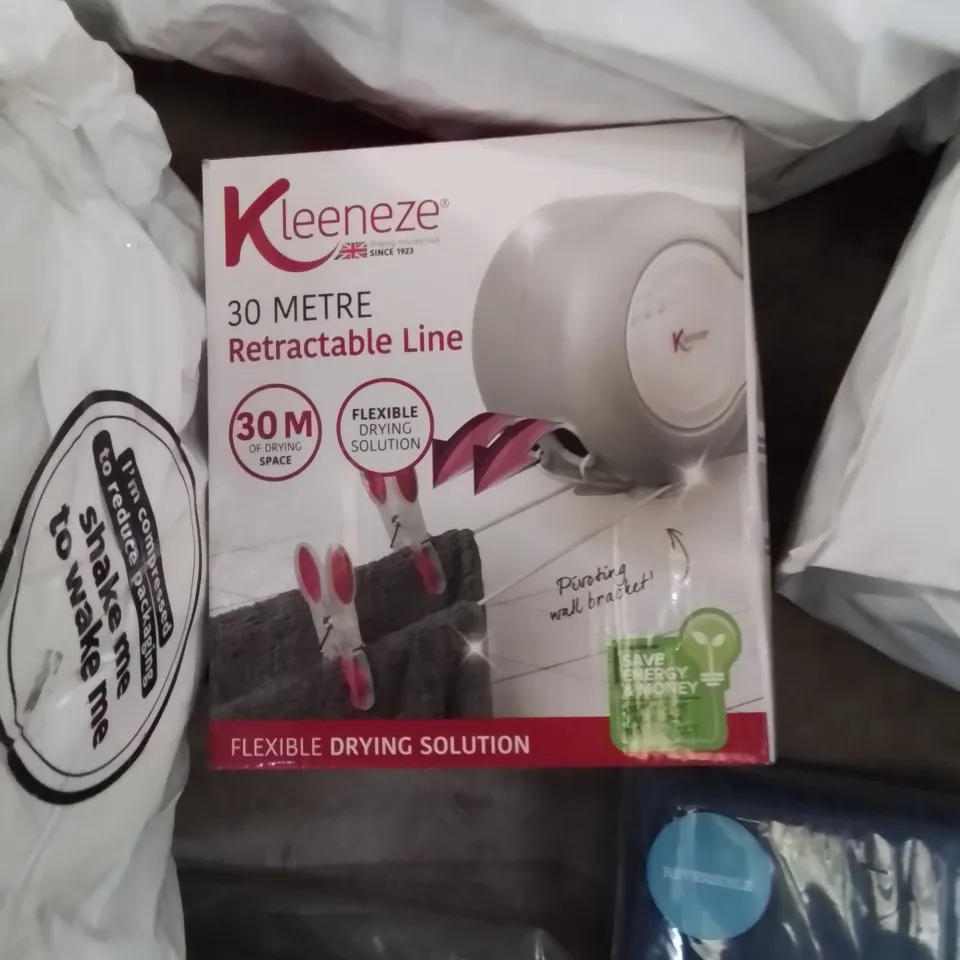 Kleeneze®
SINCE 1923
30 METRE
Retractable Line
30 M
OF DRYING
SPACE
FLEXIBLE
DRYING
SOLUTION
Kleeneze
Pivoting
wall bracket!
SAVE
ENERGY
& MONEY
FLEXIBLE DRYING SOLUTION
I'm compressed
to reduce packaging
shake me
to wake me
REVERSIBLE